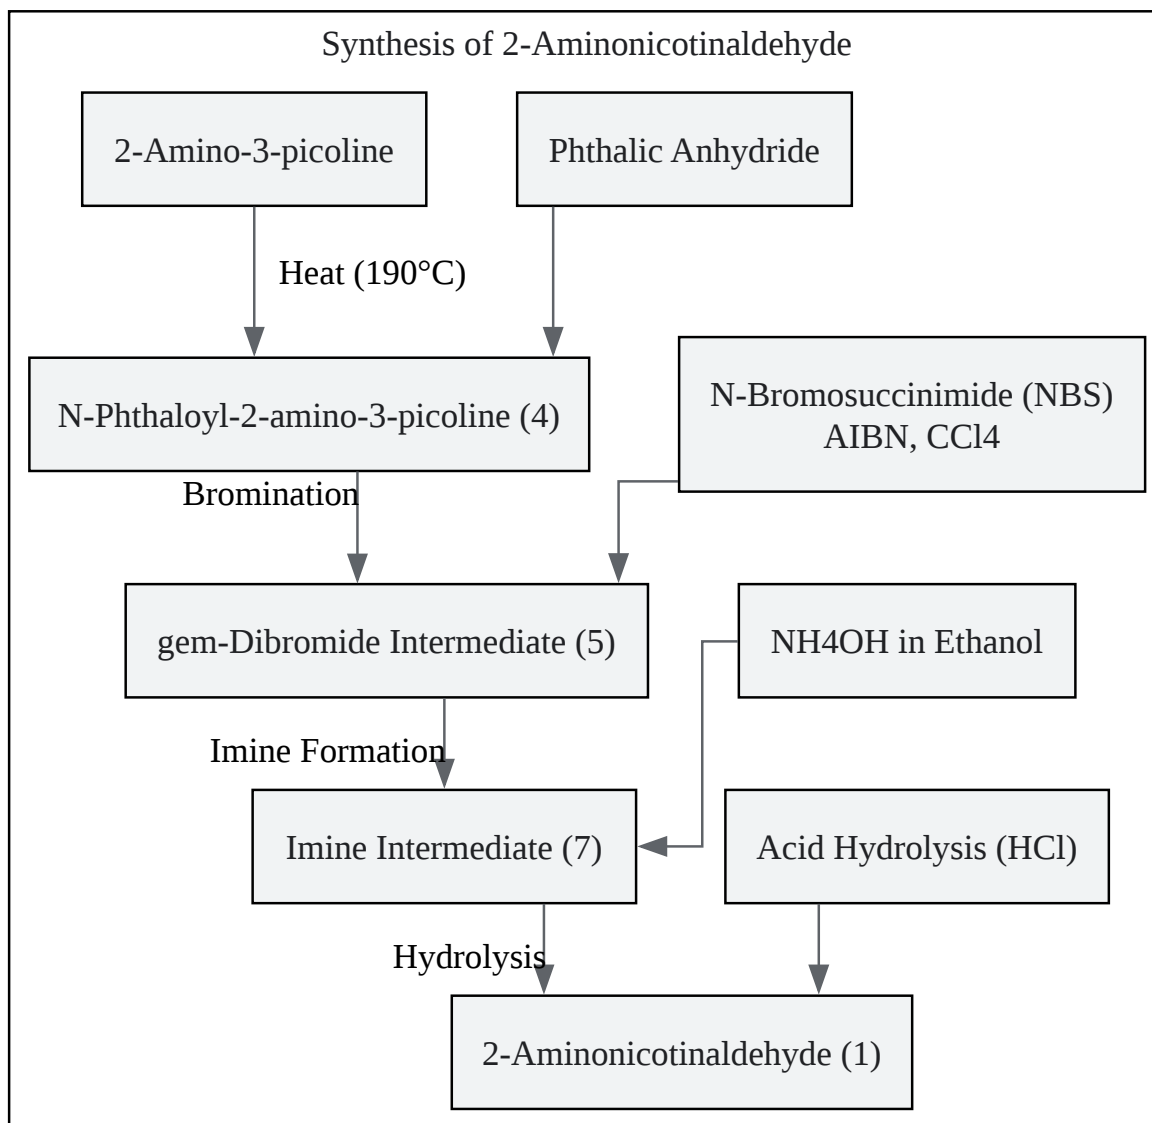 Synthesis of 2-Aminonicotinaldehyde
2-Amino-3-picoline
Phthalic Anhydride
Heat (190°C)
N-Phthaloyl-2-amino-3-picoline (4)
N-Bromosuccinimide (NBS)
AIBN, CCl4
Bromination
gem-Dibromide Intermediate (5)
NH4OH in Ethanol
Imine Formation
Imine Intermediate (7)
Acid Hydrolysis (HCl)
Hydrolysis
2-Aminonicotinaldehyde (1)